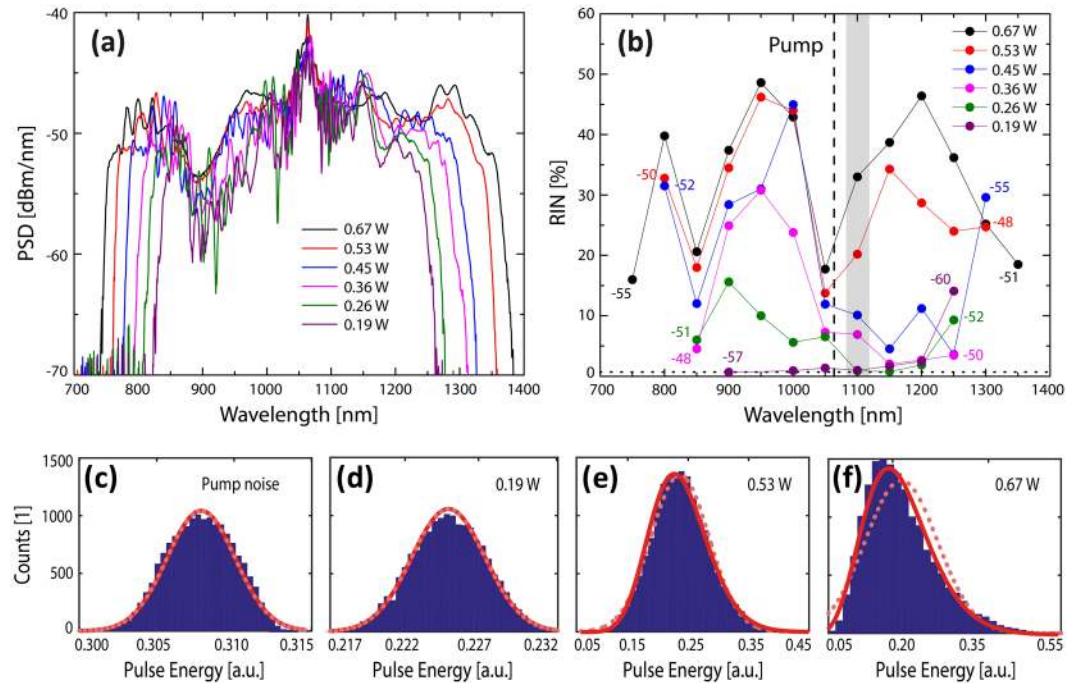 (a)
PSD [dBm/nm]
-40
-50
-60
-70
0.67 W
0.53 W
0.45 W
0.36 W
0.26 W
0.19 W
700 800 900 1000 1100 1200 1300 1400
Wavelength [nm]
(b)
Pump
RIN [%]
60
50
40
30
20
10
0
0.67 W
0.53 W
0.45 W
0.36 W
0.26 W
0.19 W
-50
-52
-55
-48
-55
-51
-48
-57
-60
-52
-51
-50
700 800 900 1000 1100 1200 1300 1400
Wavelength [nm]
(c)
Pump noise
Counts [1]
1500
1000
500
0
0.300 0.305 0.310 0.315
Pulse Energy [a.u.]
(d)
0.19 W
0.217 0.222 0.227 0.232
Pulse Energy [a.u.]
(e)
0.53 W
0.05 0.15 0.25 0.35 0.45
Pulse Energy [a.u.]
(f)
0.67 W
0.05 0.20 0.35 0.55
Pulse Energy [a.u.]